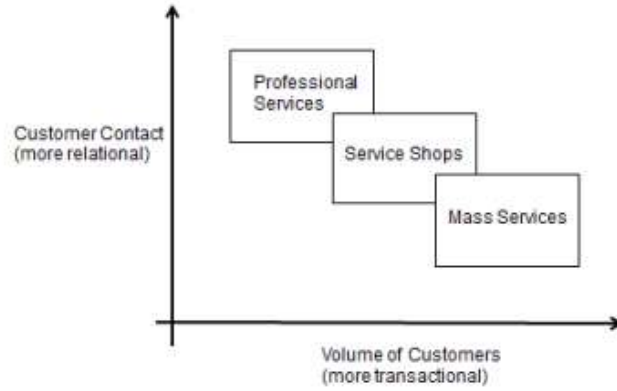 Professional
Services
Customer Contact
(more relational)
Service Shops
Mass Services
Volume of Customers
(more transactional)